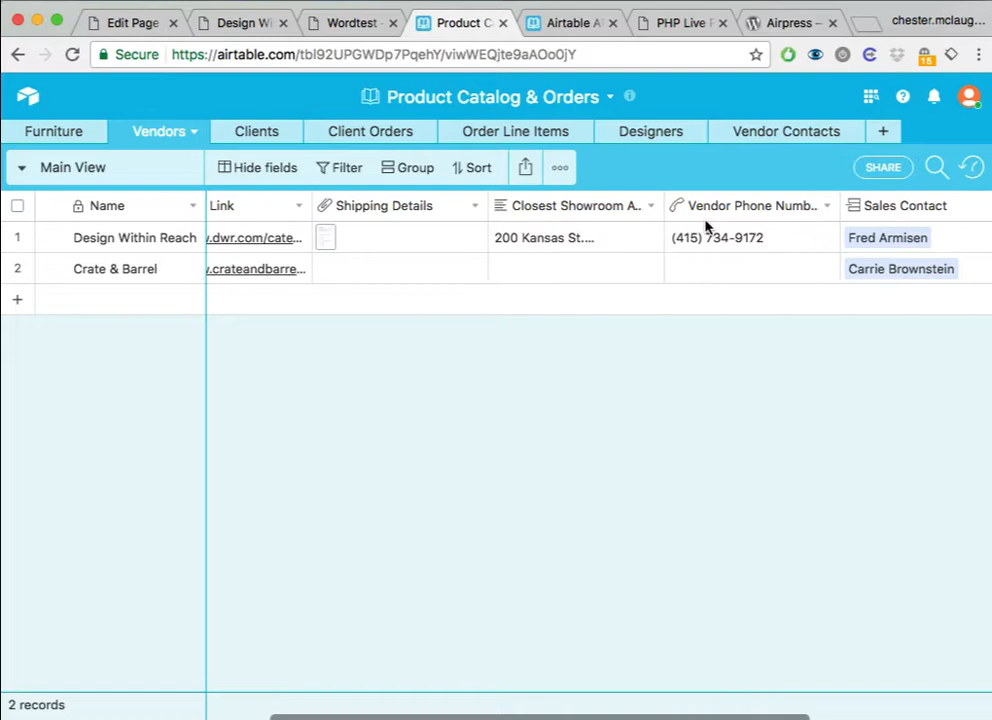 Edit Page
Design Wi
Wordtest -
Product C
Airtable A
PHP Live F
Airpress –
chester.mclaug
Secure https://airtable.com/tbl92UPGWDp7PqehY/viwWEQjte9aAOo0jY
15
Product Catalog & Orders
Furniture Vendors Clients Client Orders Order Line Items Designers Vendor Contacts +
Main View Hide fields Filter Group Sort SHARE
Name Link Shipping Details Closest Showroom A.. Vendor Phone Numb.. Sales Contact
1 Design Within Reach v.dwr.com/cate... 200 Kansas St.... (415) 734-9172 Fred Armisen
2 Crate & Barrel v.crateandbarre... Carrie Brownstein
+
2 records